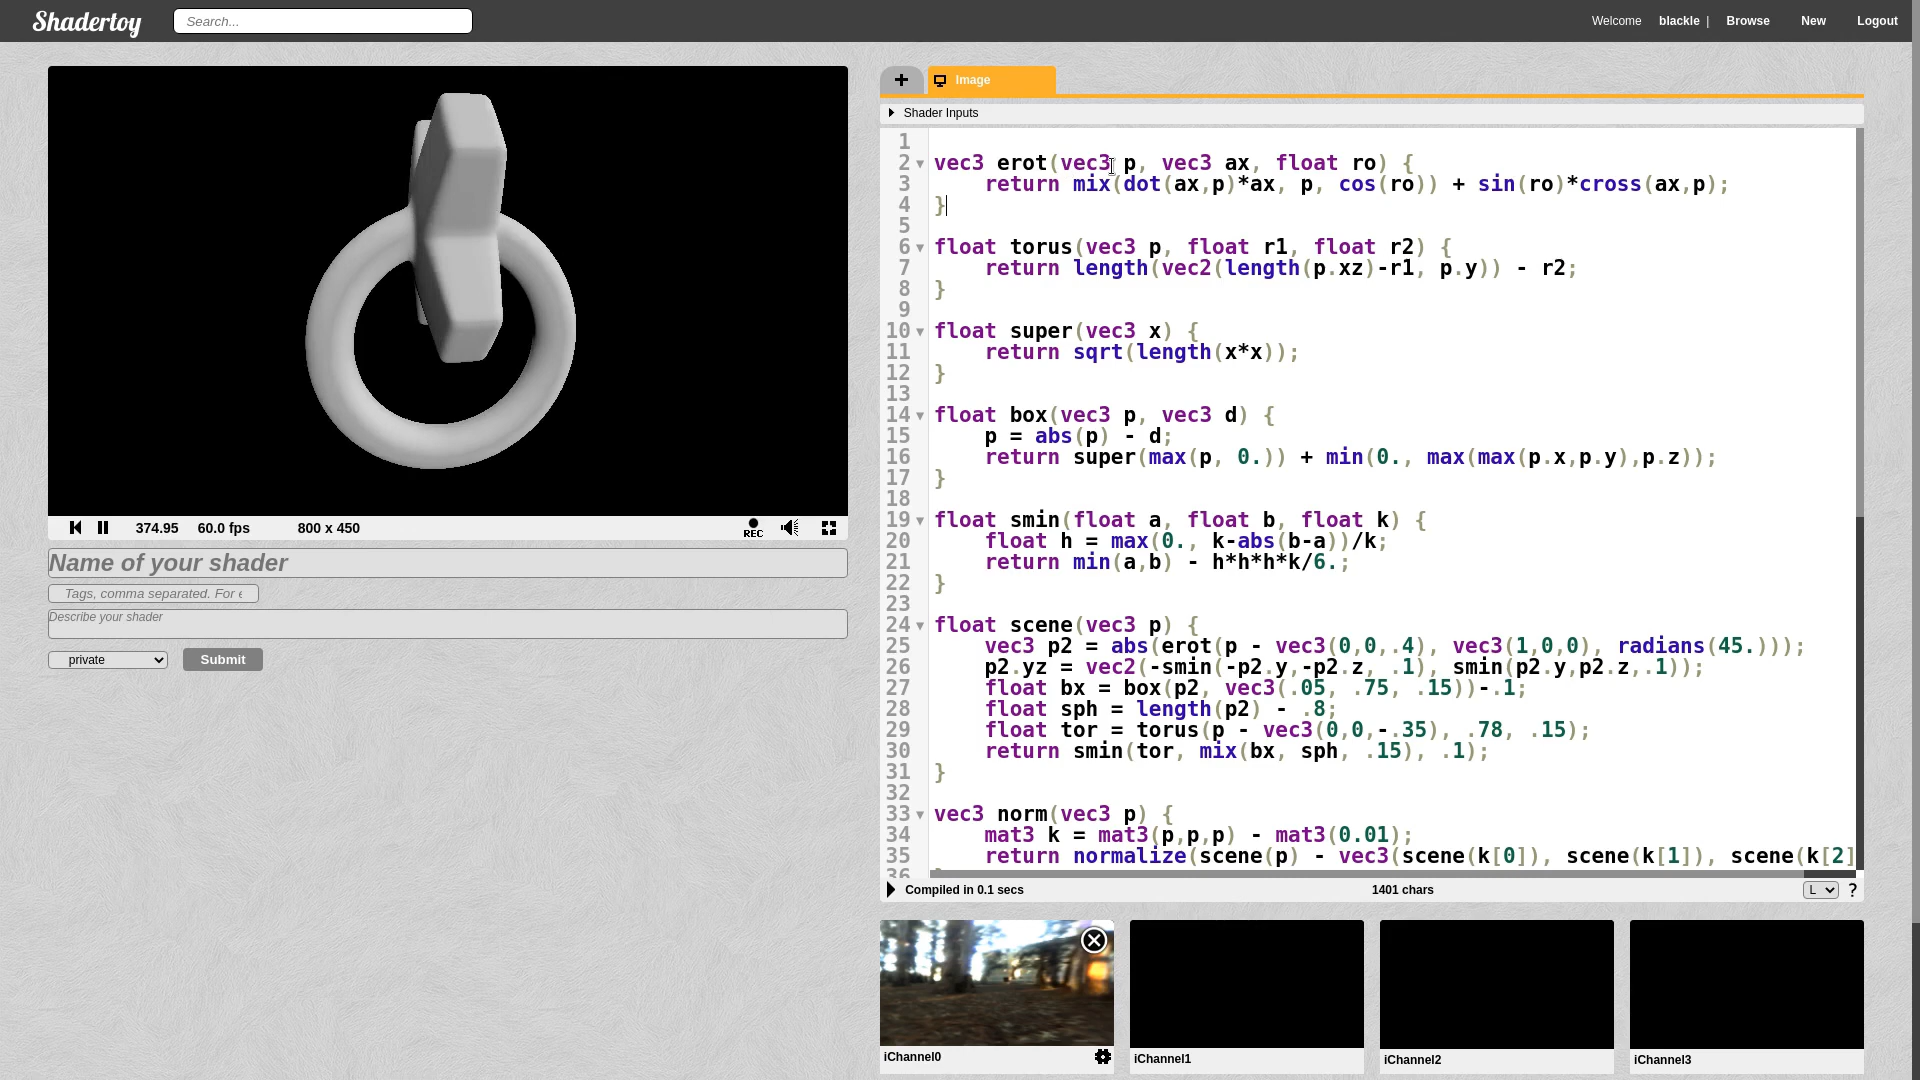 Shadertoy
Search...
Welcome blackle | Browse New Logout
374.95 60.0 fps 800 x 450
REC
Name of your shader
Tags, comma separated. For e
Describe your shader
private Submit
+ Image
Shader Inputs
1
2 vec3 erot(vec3 p, vec3 ax, float ro) {
3     return mix(dot(ax,p)*ax, p, cos(ro)) + sin(ro)*cross(ax,p);
4 }
5
6 float torus(vec3 p, float r1, float r2) {
7     return length(vec2(length(p.xz)-r1, p.y)) - r2;
8 }
9
10 float super(vec3 x) {
11     return sqrt(length(x*x));
12 }
13
14 float box(vec3 p, vec3 d) {
15     p = abs(p) - d;
16     return super(max(p, 0.)) + min(0., max(max(p.x,p.y),p.z));
17 }
18
19 float smin(float a, float b, float k) {
20     float h = max(0., k-abs(b-a))/k;
21     return min(a,b) - h*h*h*k/6.;
22 }
23
24 float scene(vec3 p) {
25     vec3 p2 = abs(erot(p - vec3(0,0,.4), vec3(1,0,0), radians(45.)));
26     p2.yz = vec2(-smin(-p2.y,-p2.z, .1), smin(p2.y,p2.z,.1));
27     float bx = box(p2, vec3(.05, .75, .15))-.1;
28     float sph = length(p2) - .8;
29     float tor = torus(p - vec3(0,0,-.35), .78, .15);
30     return smin(tor, mix(bx, sph, .15), .1);
31 }
32
33 vec3 norm(vec3 p) {
34     mat3 k = mat3(p,p,p) - mat3(0.01);
35     return normalize(scene(p) - vec3(scene(k[0]), scene(k[1]), scene(k[2]
36
Compiled in 0.1 secs 1401 chars L ?
iChannel0 iChannel1 iChannel2 iChannel3